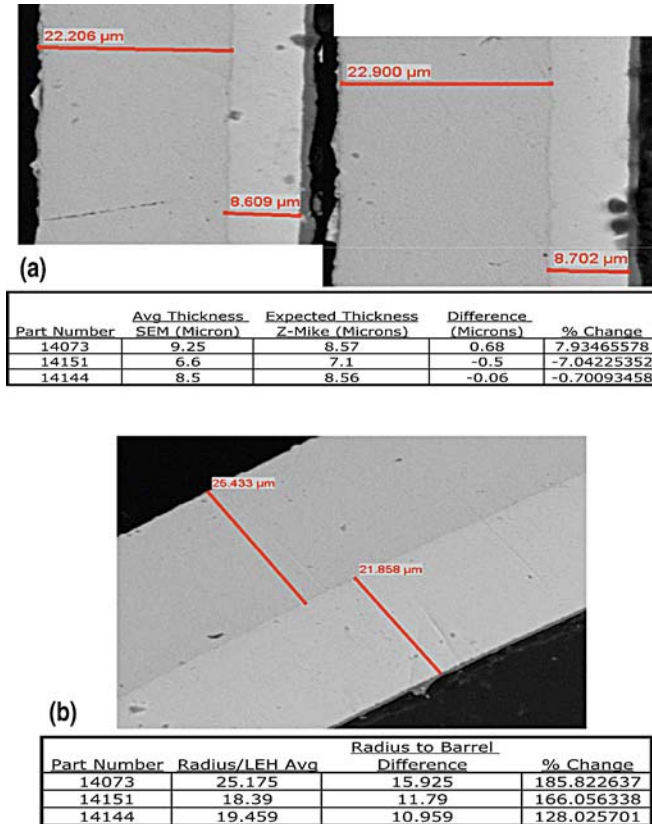 22.206 µm
22.900 µm
8.609 µm
8.702 µm
(a)
Part Number Avg Thickness SEM (Micron) Expected Thickness Z-Mike (Microns) Difference (Microns) % Change
14073 9.25 8.57 0.68 7.93465578
14151 6.6 7.1 -0.5 -7.04225352
14144 8.5 8.56 -0.06 -0.70093458
26.433 µm
21.858 µm
(b)
Part Number Radius/LEH Avg Radius to Barrel Difference % Change
14073 25.175 15.925 185.822637
14151 18.39 11.79 166.056338
14144 19.459 10.959 128.025701